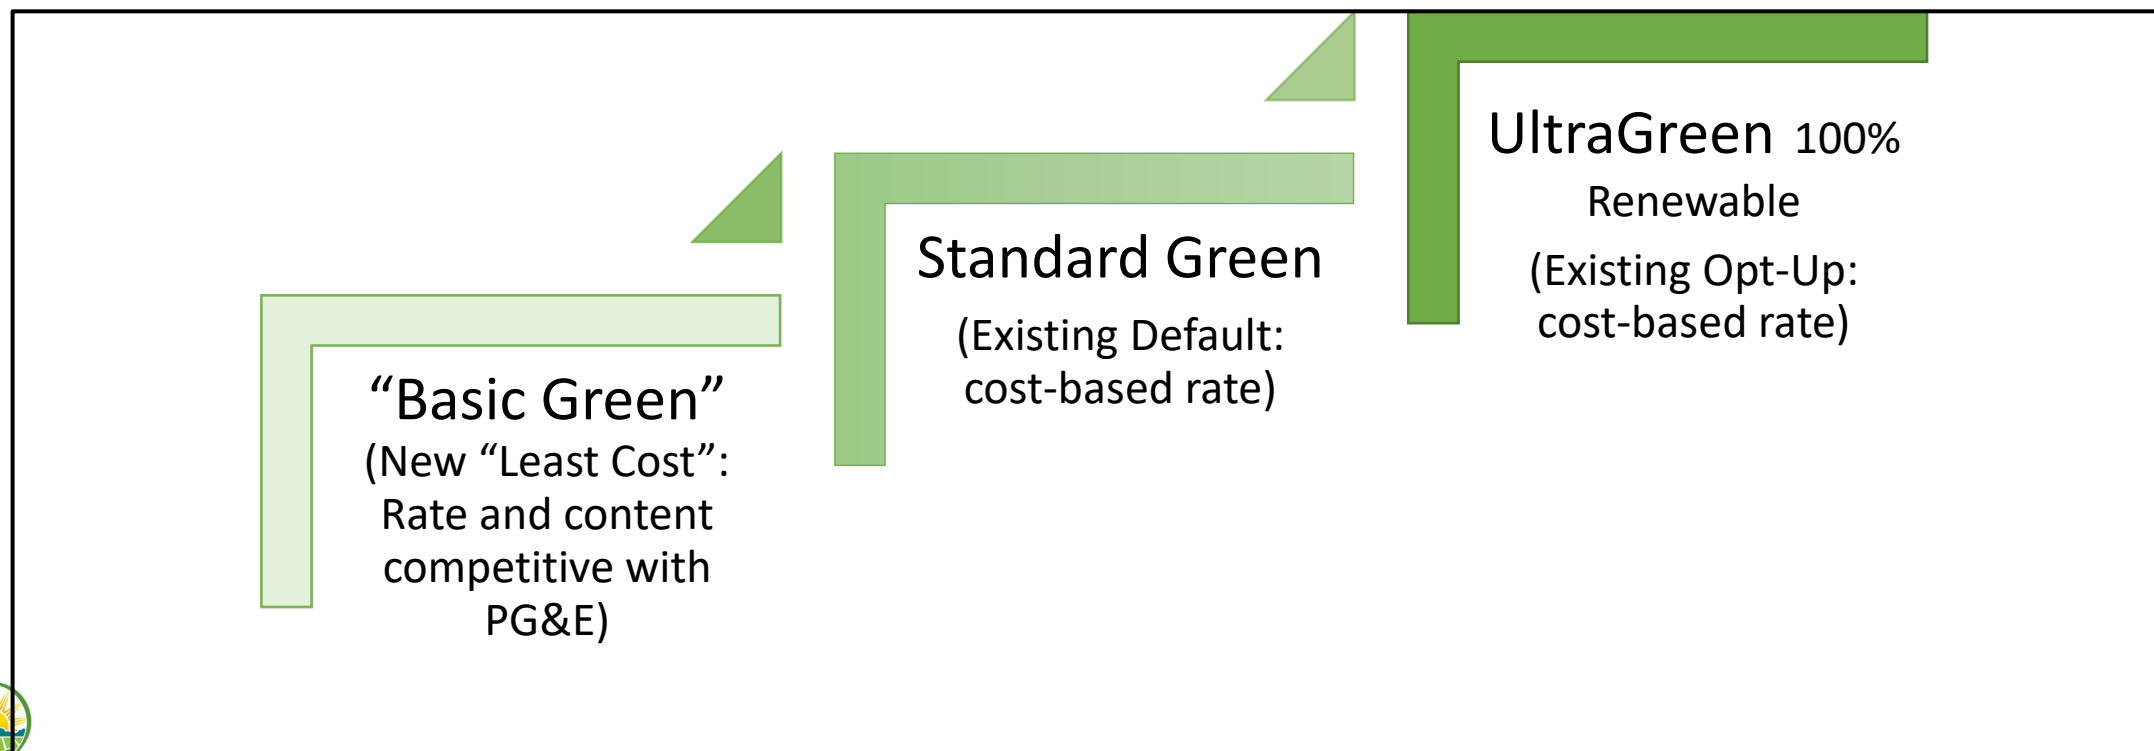 “Basic Green”
(New “Least Cost”:
Rate and content
competitive with
PG&E)
Standard Green
(Existing Default:
cost-based rate)
UltraGreen 100%
Renewable
(Existing Opt-Up:
cost-based rate)